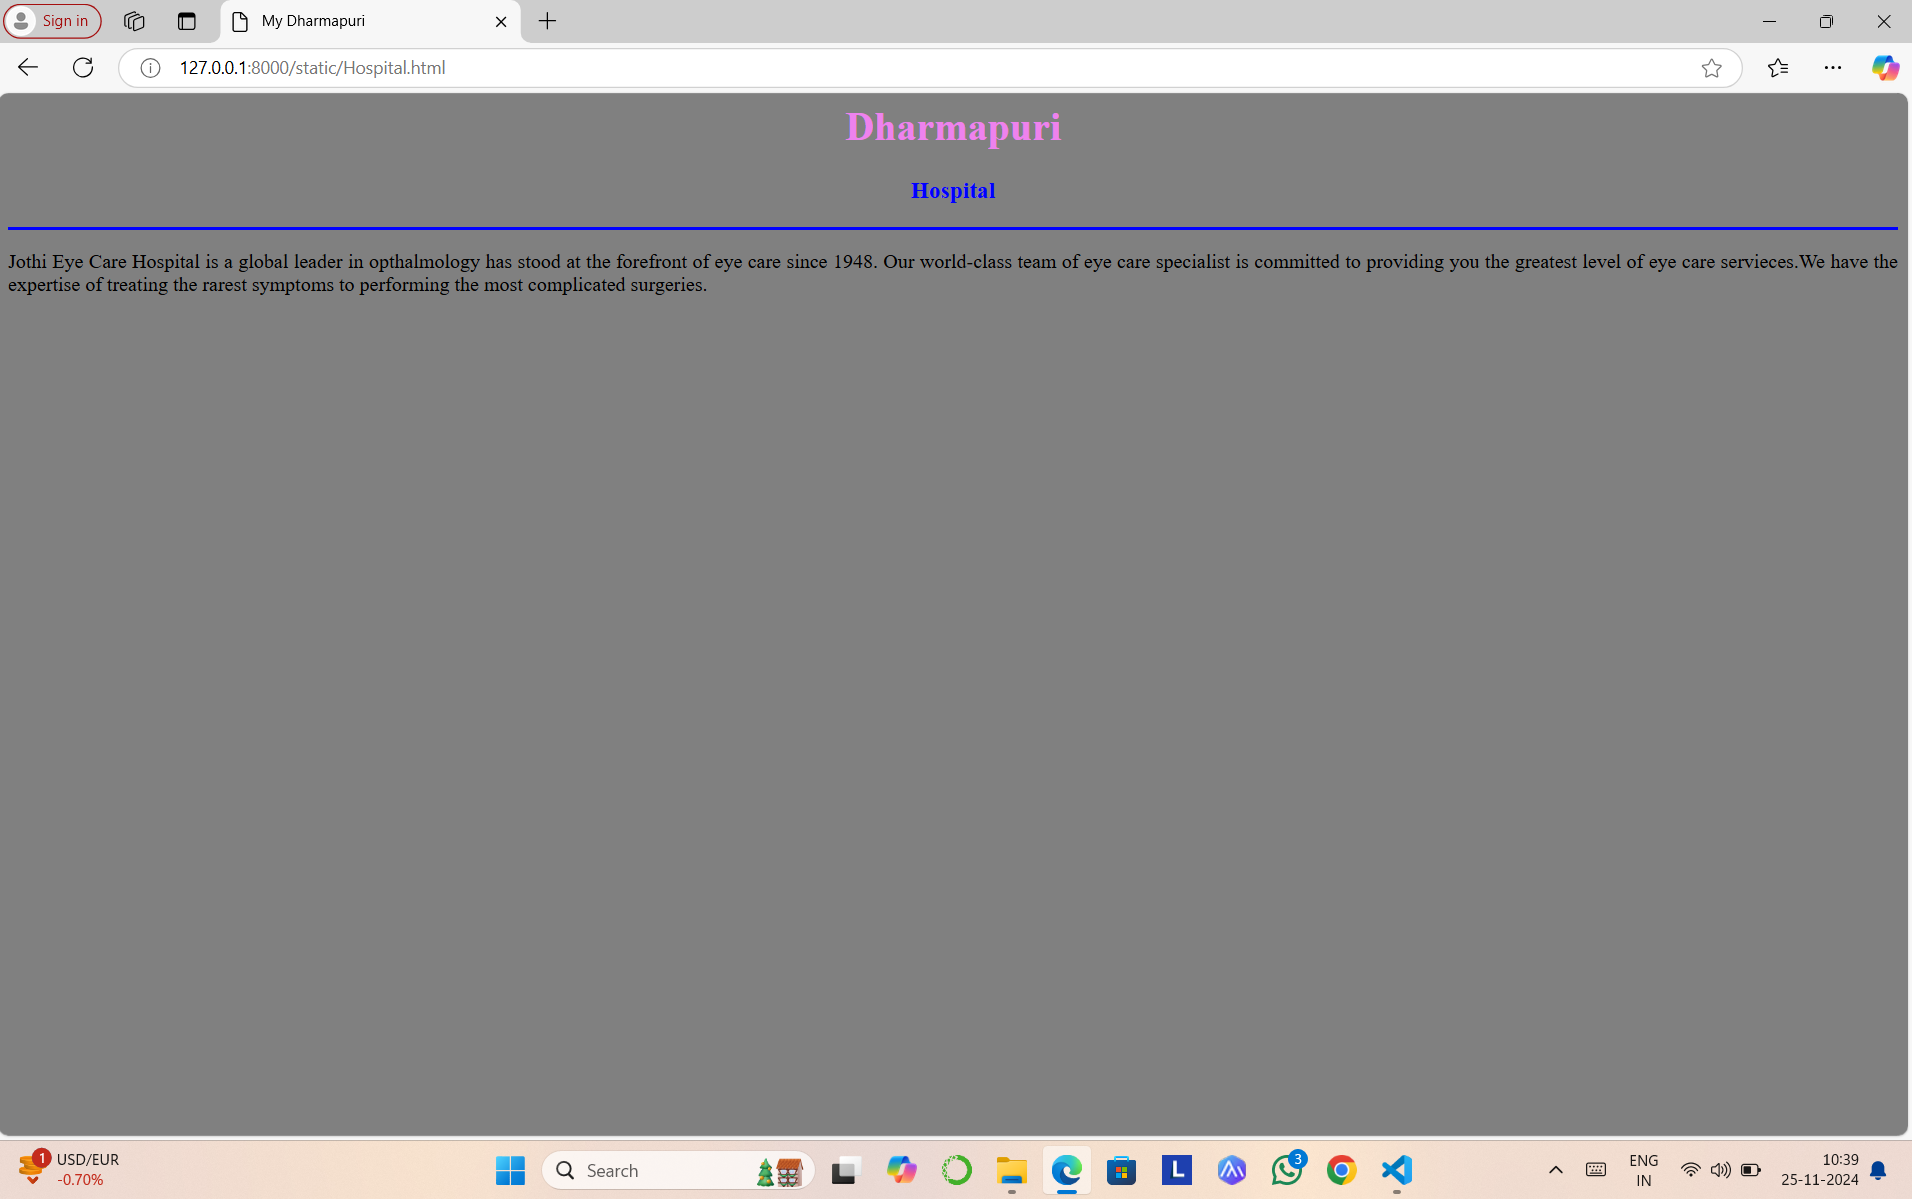 Sign in
My Dharmapuri
127.0.0.1:8000/static/Hospital.html
Dharmapuri
Hospital
Jothi Eye Care Hospital is a global leader in opthalmology has stood at the forefront of eye care since 1948. Our world-class team of eye care specialist is committed to providing you the greatest level of eye care servieces.We have the
expertise of treating the rarest symptoms to performing the most complicated surgeries.
1
USD/EUR
-0.70%
Search
L
3
ENG
IN
10:39
25-11-2024